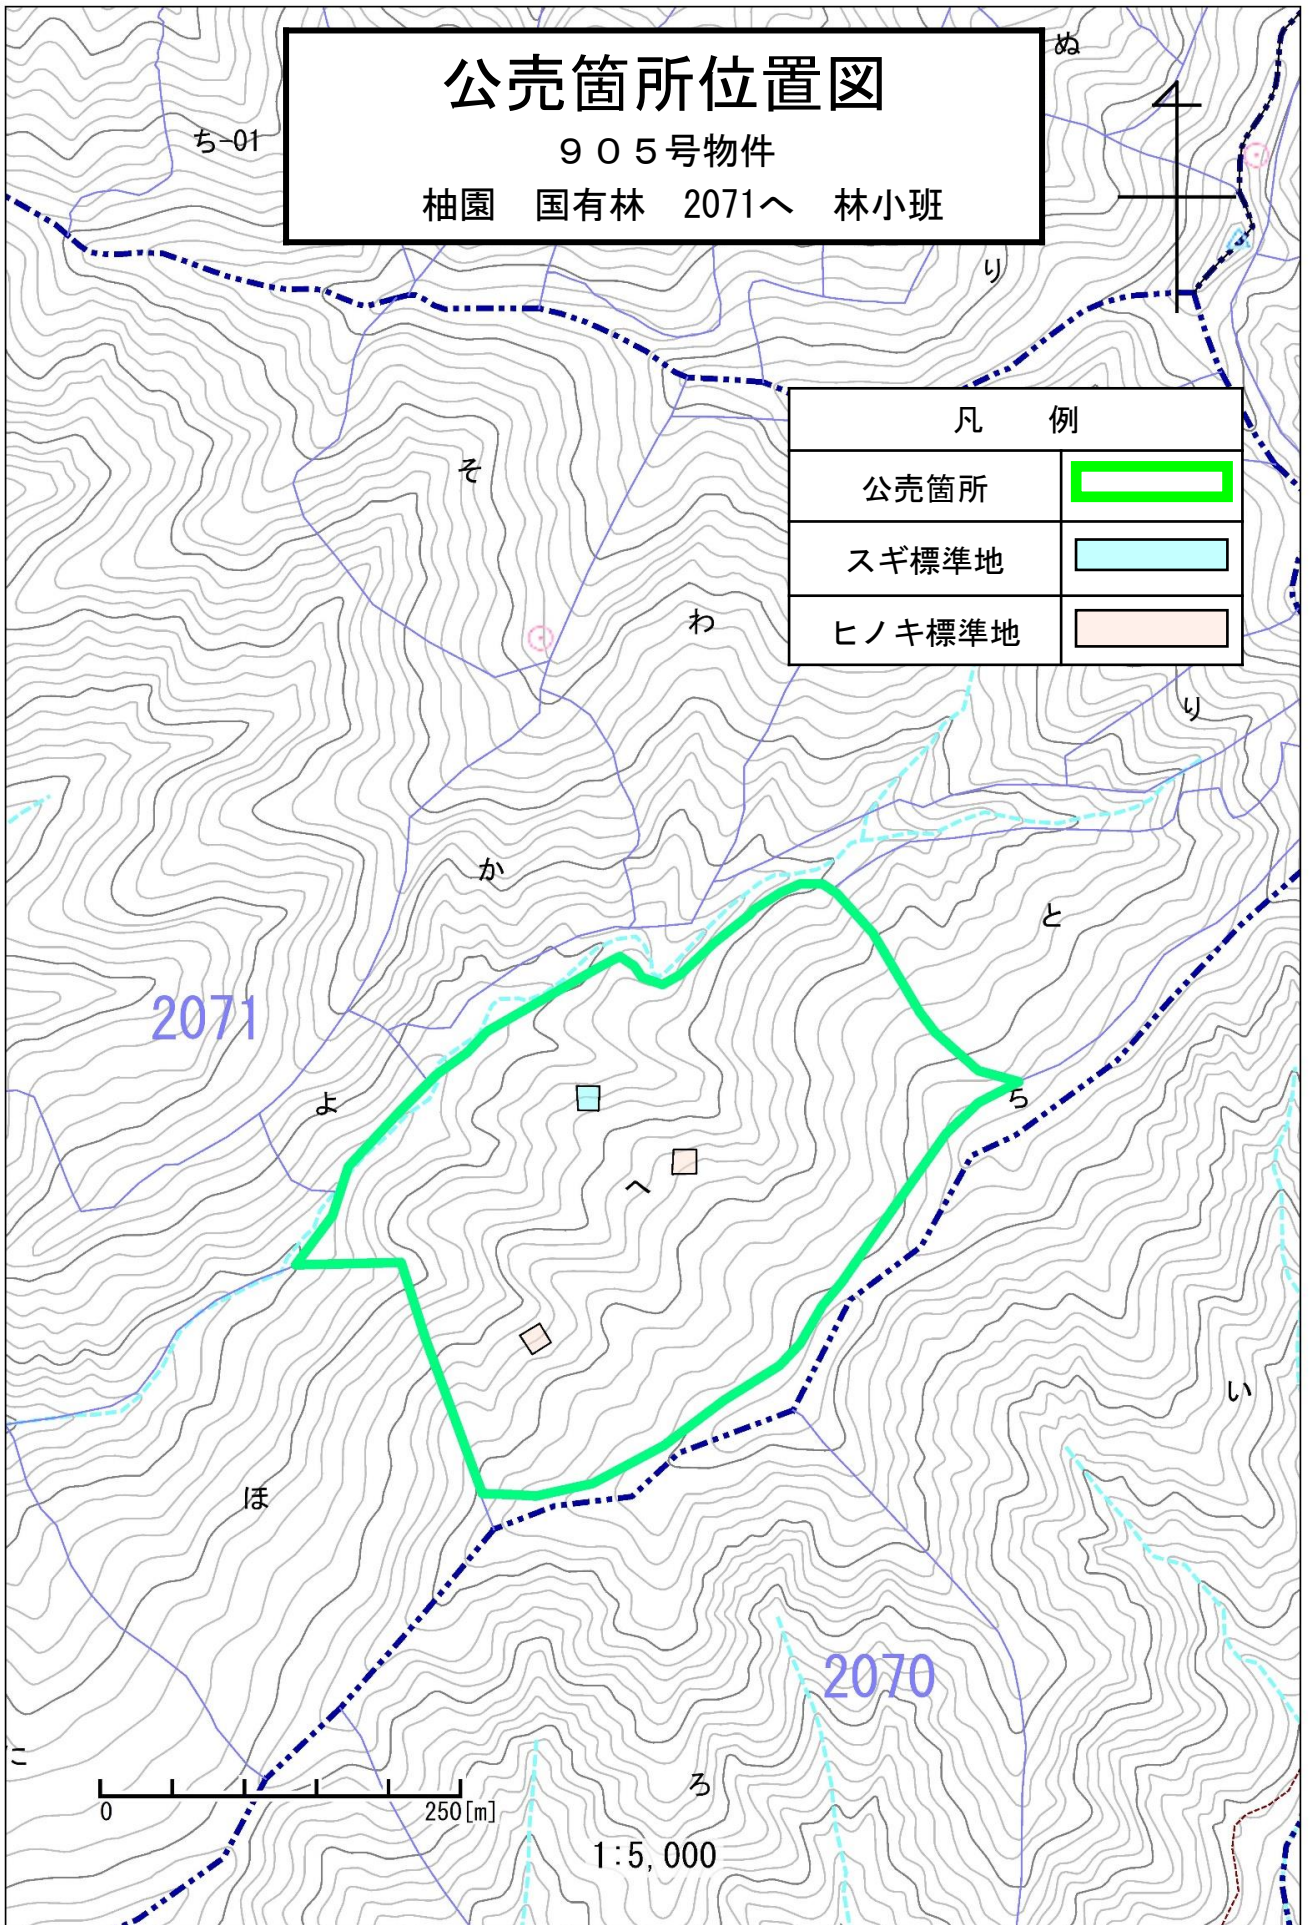 公売箇所位置図
９０５号物件
柚園　国有林　2071へ　林小班
ぬ
ち-01
り
凡　例
公売箇所
スギ標準地
ヒノキ標準地
そ
わ
り
か
と
2071
よ
ち
へ
い
ほ
2070
に
ろ
0
250[m]
1:5,000